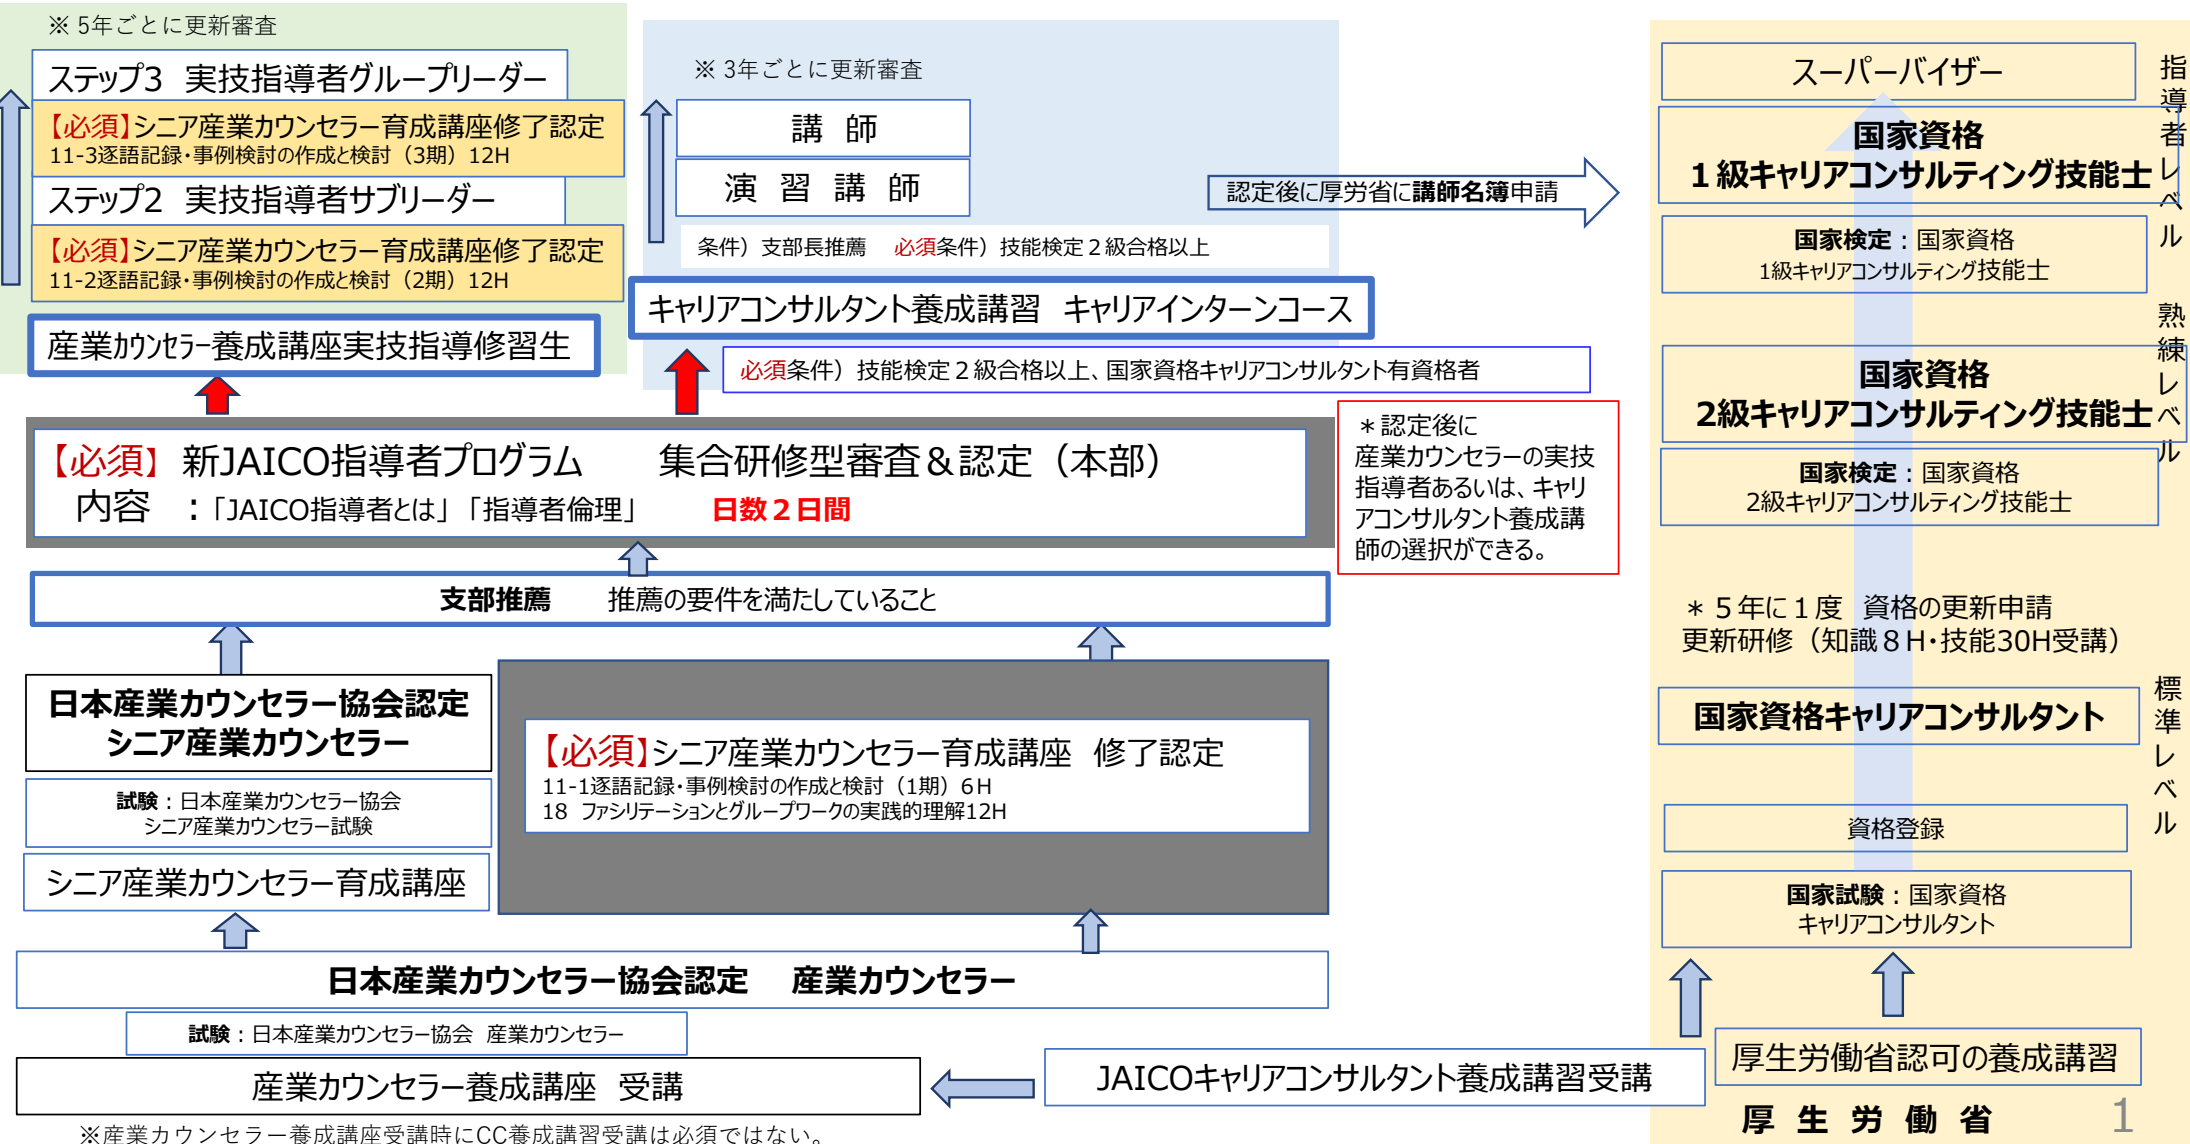 ※ 5年ごとに更新審査
ステップ3　実技指導者グループリーダー
【必須】シニア産業カウンセラー育成講座修了認定
11-3逐語記録・事例検討の作成と検討（3期）12H
ステップ2　実技指導者サブリーダー
【必須】シニア産業カウンセラー育成講座修了認定
11-2逐語記録・事例検討の作成と検討（2期）12H
産業カウンセラー養成講座実技指導修習生
※ 3年ごとに更新審査
講 師
演 習 講 師
条件）支部長推薦　必須条件）技能検定２級合格以上
キャリアコンサルタント養成講習　キャリアインターンコース
必須条件）技能検定２級合格以上、国家資格キャリアコンサルタント有資格者
認定後に厚労省に講師名簿申請
【必須】新JAICO指導者プログラム　　集合研修型審査＆認定（本部）
内容　：「JAICO指導者とは」「指導者倫理」　　日数２日間
＊認定後に
産業カウンセラーの実技
指導者あるいは、キャリ
アコンサルタント養成講
師の選択ができる。
支部推薦　　推薦の要件を満たしていること
日本産業カウンセラー協会認定
シニア産業カウンセラー
試験：日本産業カウンセラー協会
シニア産業カウンセラー試験
シニア産業カウンセラー育成講座
【必須】シニア産業カウンセラー育成講座　修了認定
11-1逐語記録・事例検討の作成と検討（1期）６H
18　ファシリテーションとグループワークの実践的理解12H
日本産業カウンセラー協会認定　産業カウンセラー
試験：日本産業カウンセラー協会 産業カウンセラー
産業カウンセラー養成講座 受講
※産業カウンセラー養成講座受講時にCC養成講習受講は必須ではない。
JAICOキャリアコンサルタント養成講習受講
スーパーバイザー
国家資格
１級キャリアコンサルティング技能士
国家検定：国家資格
1級キャリアコンサルティング技能士
指導者レベル
国家資格
2級キャリアコンサルティング技能士
国家検定：国家資格
2級キャリアコンサルティング技能士
熟練レベル
＊５年に１度　資格の更新申請
更新研修（知識８H・技能30H受講）
国家資格キャリアコンサルタント
資格登録
国家試験：国家資格
キャリアコンサルタント
標準レベル
厚生労働省認可の養成講習
厚 生 労 働 省
1